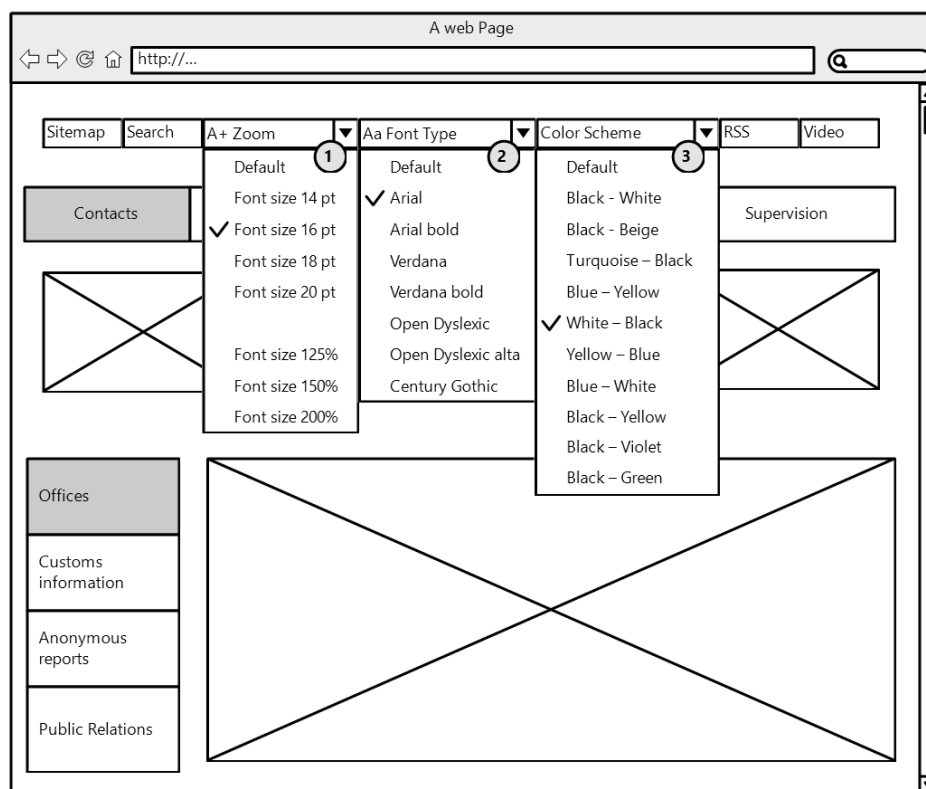 A web Page
http://...
Sitemap
Search
A+ Zoom
Aa Font Type
Color Scheme
RSS
Video
1
2
3
Default
Font size 14 pt
Font size 16 pt
Font size 18 pt
Font size 20 pt
Font size 125%
Font size 150%
Font size 200%
Default
Arial
Arial bold
Verdana
Verdana bold
Open Dyslexic
Open Dyslexic alta
Century Gothic
Default
Black - White
Black - Beige
Turquoise – Black
Blue – Yellow
White – Black
Yellow – Blue
Blue – White
Black – Yellow
Black – Violet
Black – Green
Contacts
Supervision
Offices
Customs
information
Anonymous
reports
Public Relations